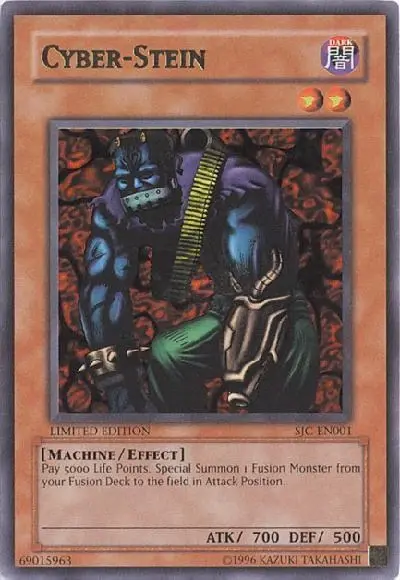 CYBER-STEIN
DARK
闇
LIMITED EDITION SJC-EN001
[MACHINE/EFFECT]
Pay 5000 Life Points. Special Summon 1 Fusion Monster from
your Fusion Deck to the field in Attack Position.
ATK/ 700 DEF/ 500
69015963 ©1996 KAZUKI TAKAHASHI